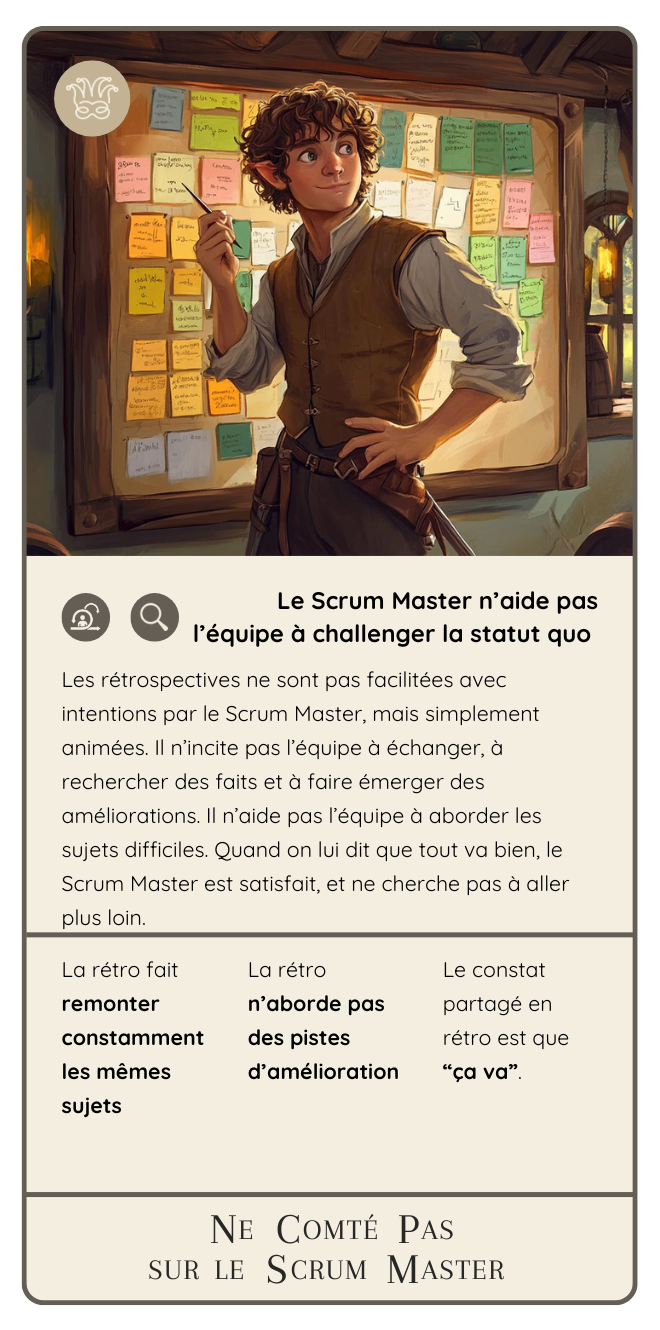 Le Scrum Master n’aide pas
l’équipe à challenger la statut quo
Les rétrospectives ne sont pas facilitées avec
intentions par le Scrum Master, mais simplement
animées. Il n’incite pas l’équipe à échanger, à
rechercher des faits et à faire émerger des
améliorations. Il n’aide pas l’équipe à aborder les
sujets difficiles. Quand on lui dit que tout va bien, le
Scrum Master est satisfait, et ne cherche pas à aller
plus loin.
La rétro fait
remonter
constamment
les mêmes
sujets
La rétro
n’aborde pas
des pistes
d’amélioration
Le constat
partagé en
rétro est que
“ça va”.
Ne Comté Pas
sur le Scrum Master